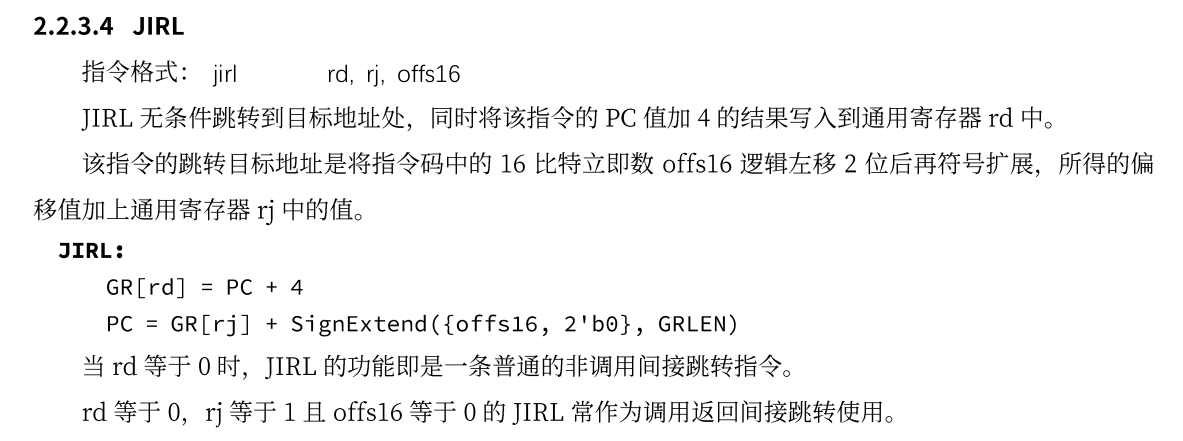 2.2.3.4 JIRL
指令格式： jirl rd, rj, offs16
JIRL 无条件跳转到目标地址处，同时将该指令的 PC 值加 4 的结果写入到通用寄存器 rd 中。
该指令的跳转目标地址是将指令码中的 16 比特立即数 offs16 逻辑左移 2 位后再符号扩展，所得的偏
移值加上通用寄存器 rj 中的值。
JIRL:
GR[rd] = PC + 4
PC = GR[rj] + SignExtend({offs16, 2'b0}, GRLEN)
当 rd 等于 0 时，JIRL 的功能即是一条普通的非调用间接跳转指令。
rd 等于 0，rj 等于 1 且 offs16 等于 0 的 JIRL 常作为调用返回间接跳转使用。